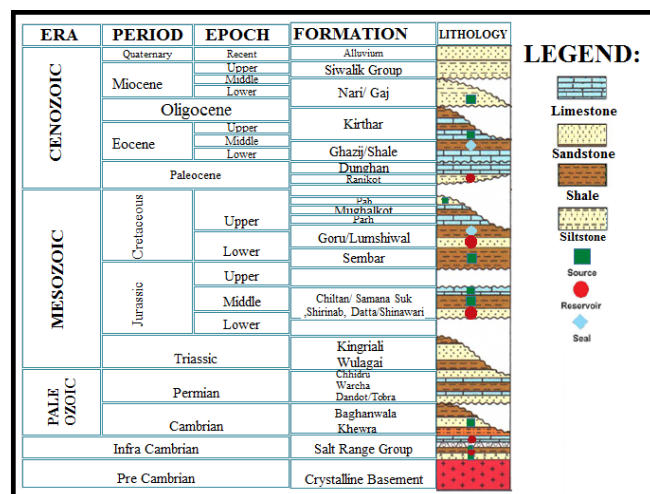 ERA PERIOD EPOCH FORMATION LITHOLOGY
CENOZOIC
Quaternary Recent Alluvium
Miocene
Upper Siwalik Group
Middle
Lower Nari/ Gaj
Oligocene
Eocene
Upper Kirthar
Middle
Lower Ghazij/Shale
Paleocene
Dunghan
Ranikot
MESOZOIC
Cretaceous
Upper
Pab
Mughalkot
Parh
Goru/Lumshiwal
Lower
Sembar
Jurassic
Upper
Middle
Chiltan/ Samana Suk
,Shirinab, Datta/Shinawari
Lower
Triassic
Kingriali
Wulagai
PALE
OZOIC
Permian
Chhidru
Warcha
Dandot/Tobra
Cambrian
Baghanwala
Khewra
Infra Cambrian Salt Range Group
Pre Cambrian Crystalline Basement
LEGEND:
Limestone
Sandstone
Shale
Siltstone
Source
Reservoir
Seal